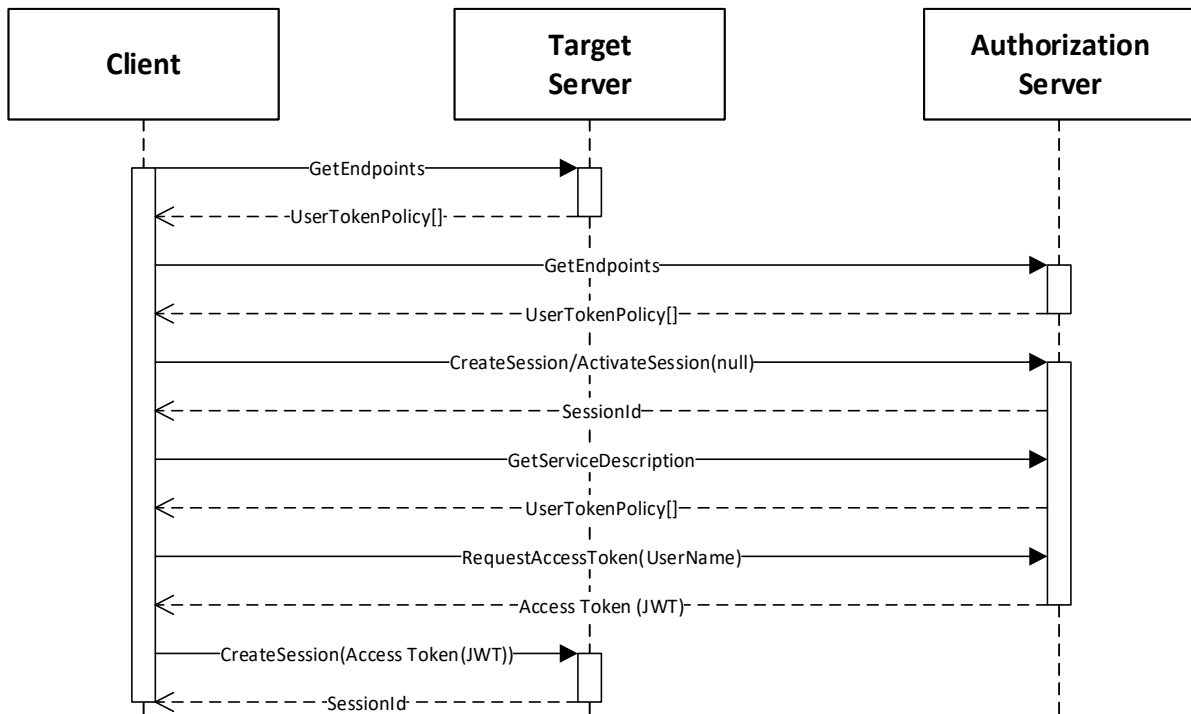 Client
Target
Server
Authorization
Server
GetEndpoints
UserTokenPolicy[]
GetEndpoints
UserTokenPolicy[]
CreateSession/ActivateSession(null)
SessionId
GetServiceDescription
UserTokenPolicy[]
RequestAccessToken(UserName)
Access Token (JWT)
CreateSession(Access Token(JWT))
SessionId